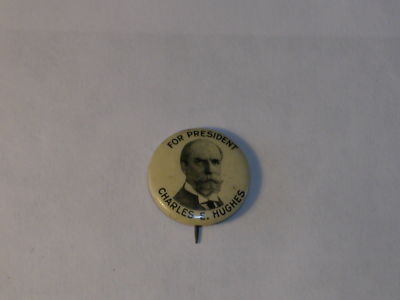 FOR PRESIDENT
CHARLES E. HUGHES